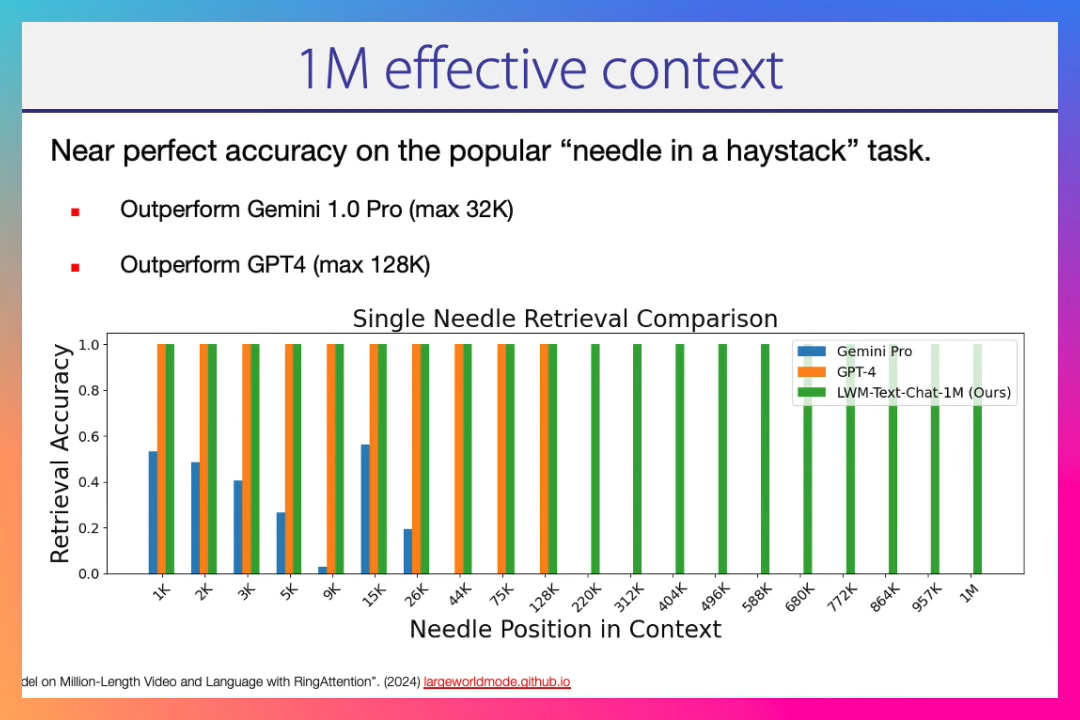 1M effective context
Near perfect accuracy on the popular “needle in a haystack” task.
▪ Outperform Gemini 1.0 Pro (max 32K)
▪ Outperform GPT4 (max 128K)
Single Needle Retrieval Comparison
Retrieval Accuracy
1.0
0.8
0.6
0.4
0.2
0.0
Gemini Pro
GPT-4
LWM-Text-Chat-1M (Ours)
1K 2K 3K 5K 9K 15K 26K 44K 75K 128K 220K 312K 404K 496K 588K 680K 772K 864K 957K 1M
Needle Position in Context
del on Million-Length Video and Language with RingAttention”. (2024) largeworldmode.github.io